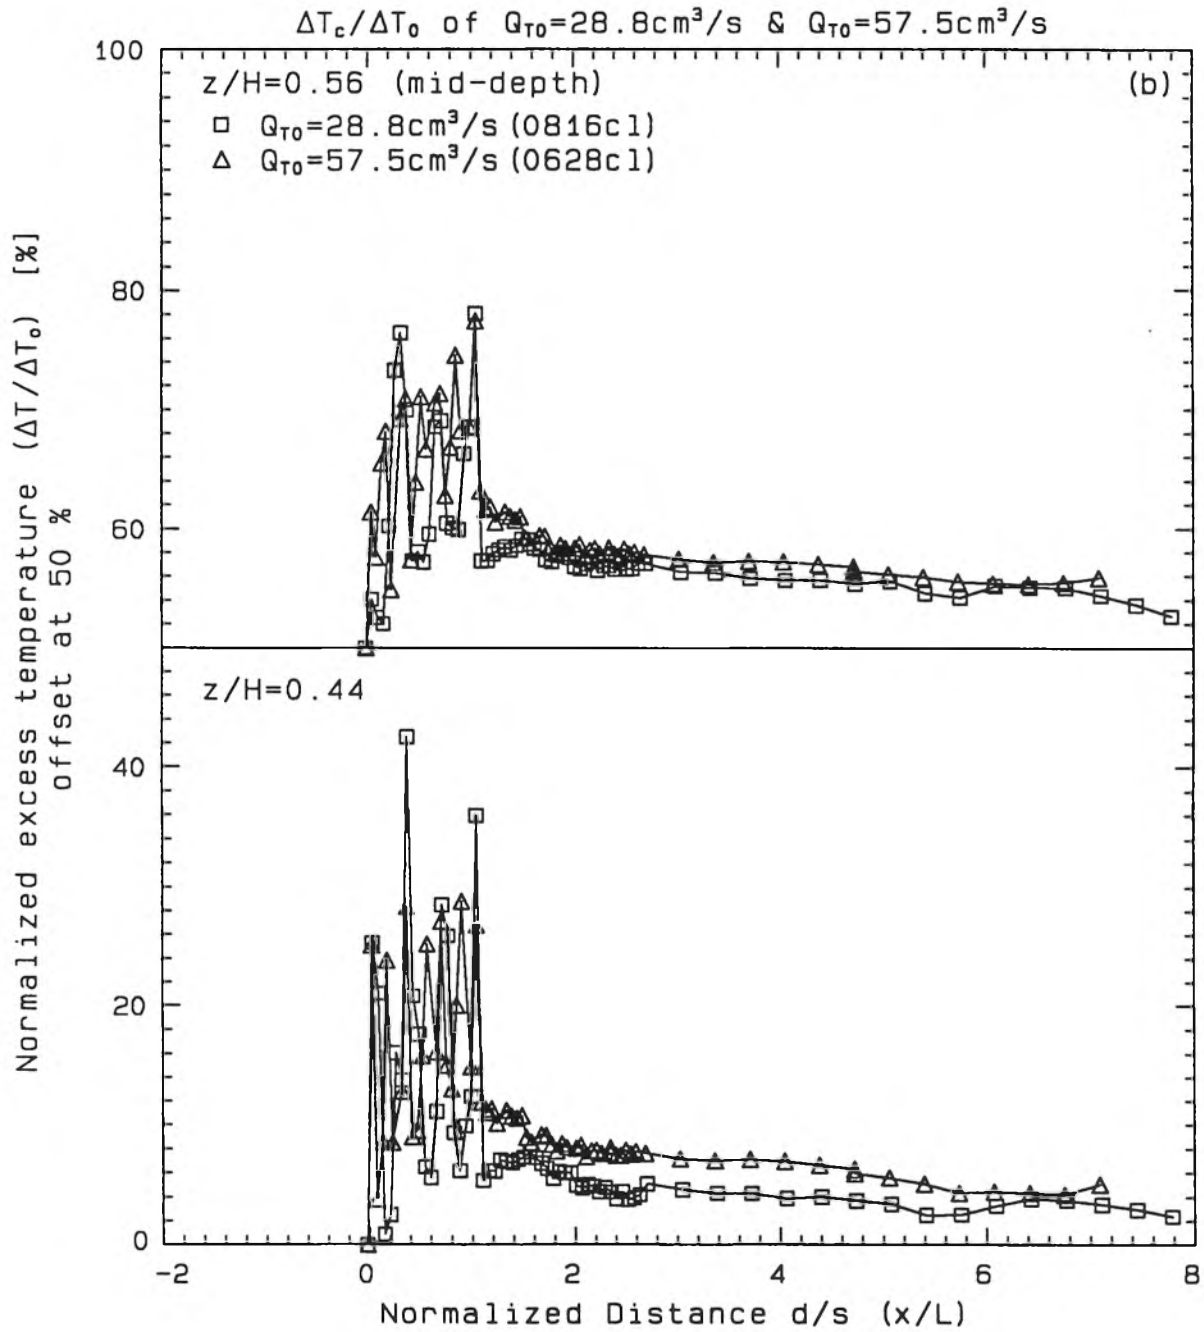 ΔT꜀/ΔT₀ of Q_T0=28.8cm³/s & Q_T0=57.5cm³/s
100
z/H=0.56 (mid-depth)
(b)
□ Q_T0=28.8cm³/s (0816cl)
△ Q_T0=57.5cm³/s (0628cl)
80
60
Normalized excess temperature (ΔT/ΔT₀) [%]
Offset at 50 %
z/H=0.44
40
20
0
-2 0 2 4 6 8
Normalized Distance d/s (x/L)